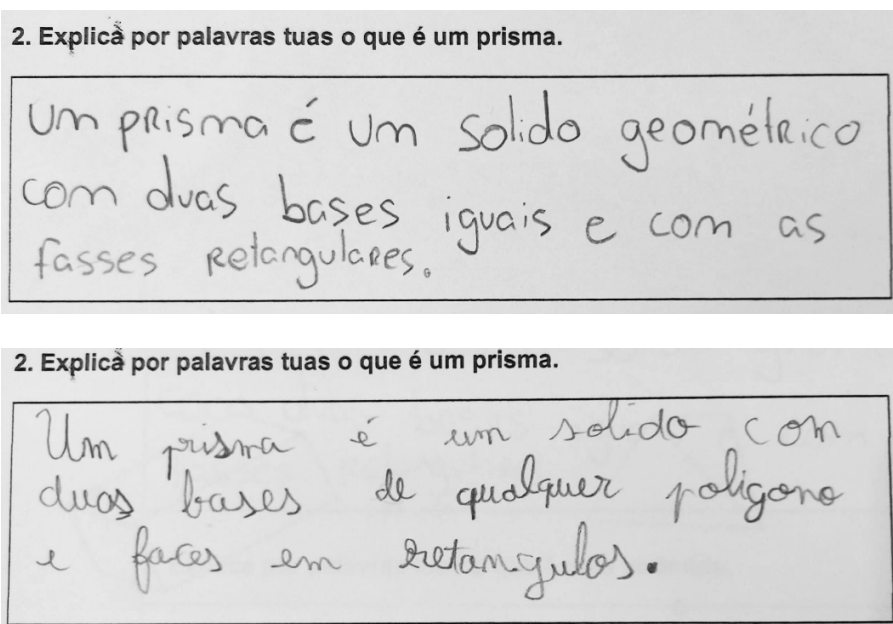 2. Explica por palavras tuas o que é um prisma.
Um prisma é um sólido geométrico
com duas bases iguais e com as
fasses retangulares.
2. Explica por palavras tuas o que é um prisma.
Um prisma é um solido com
duas bases de qualquer poligono
e faces em retangulos.